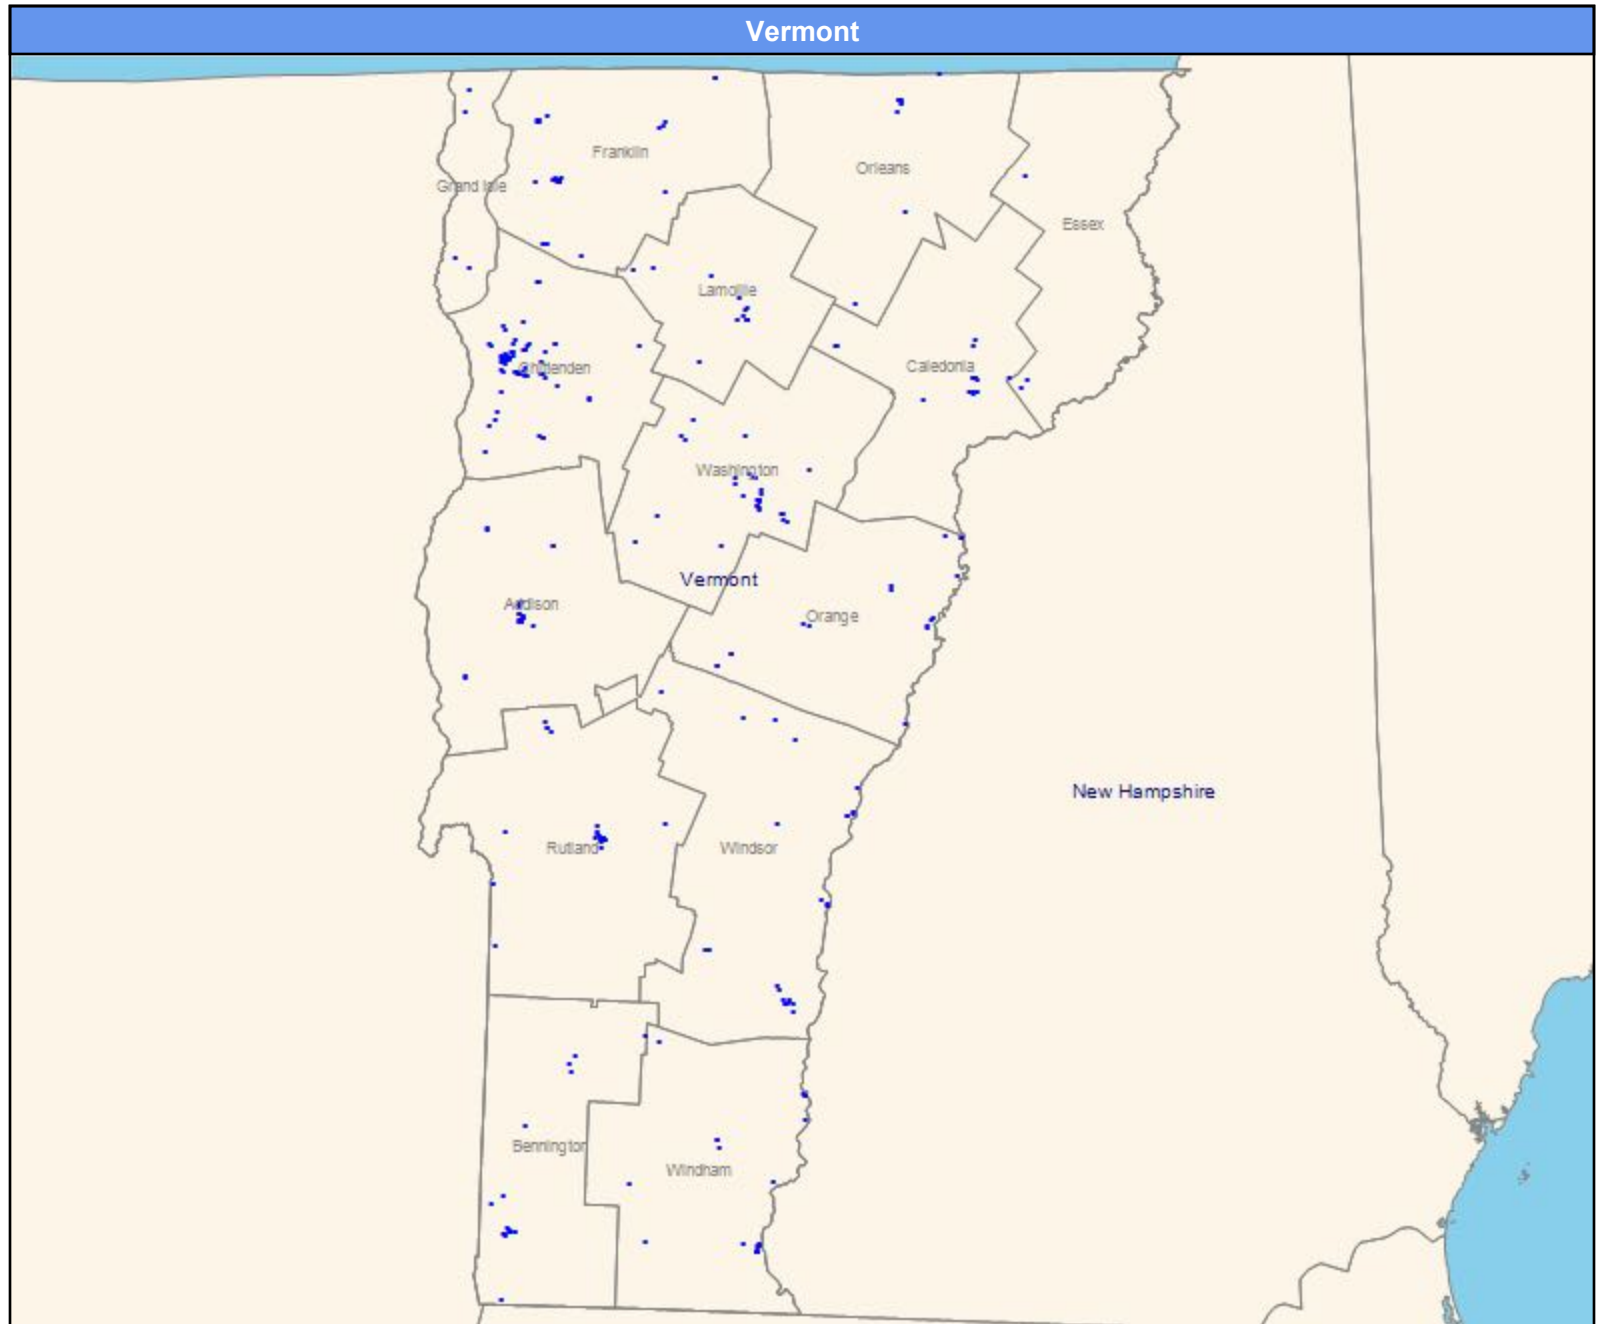 Vermont
Franklin
Orleans
Grand Isle
Essex
Lamoille
Chittenden
Caledonia
Washington
Vermont
Addison
Orange
New Hampshire
Rutland
Windsor
Bennington
Windham